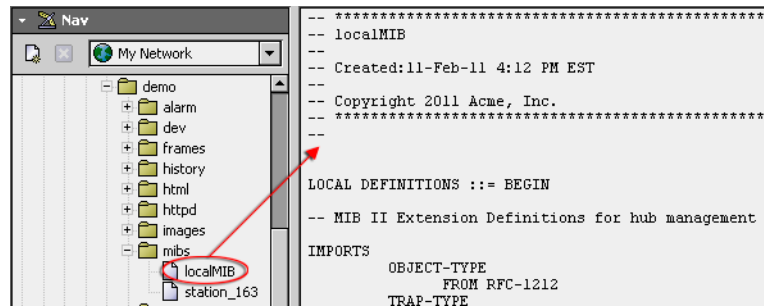 Nav
My Network
demo
alarm
dev
frames
history
html
httpd
images
mibs
localMIB
station_163
-- *****************************************************
-- localMIB
--
-- Created:11-Feb-11 4:12 PM EST
--
-- Copyright 2011 Acme, Inc.
-- *****************************************************
--
LOCAL DEFINITIONS ::= BEGIN
-- MIB II Extension Definitions for hub management
IMPORTS
OBJECT-TYPE
FROM RFC-1212
TRAP-TYPE